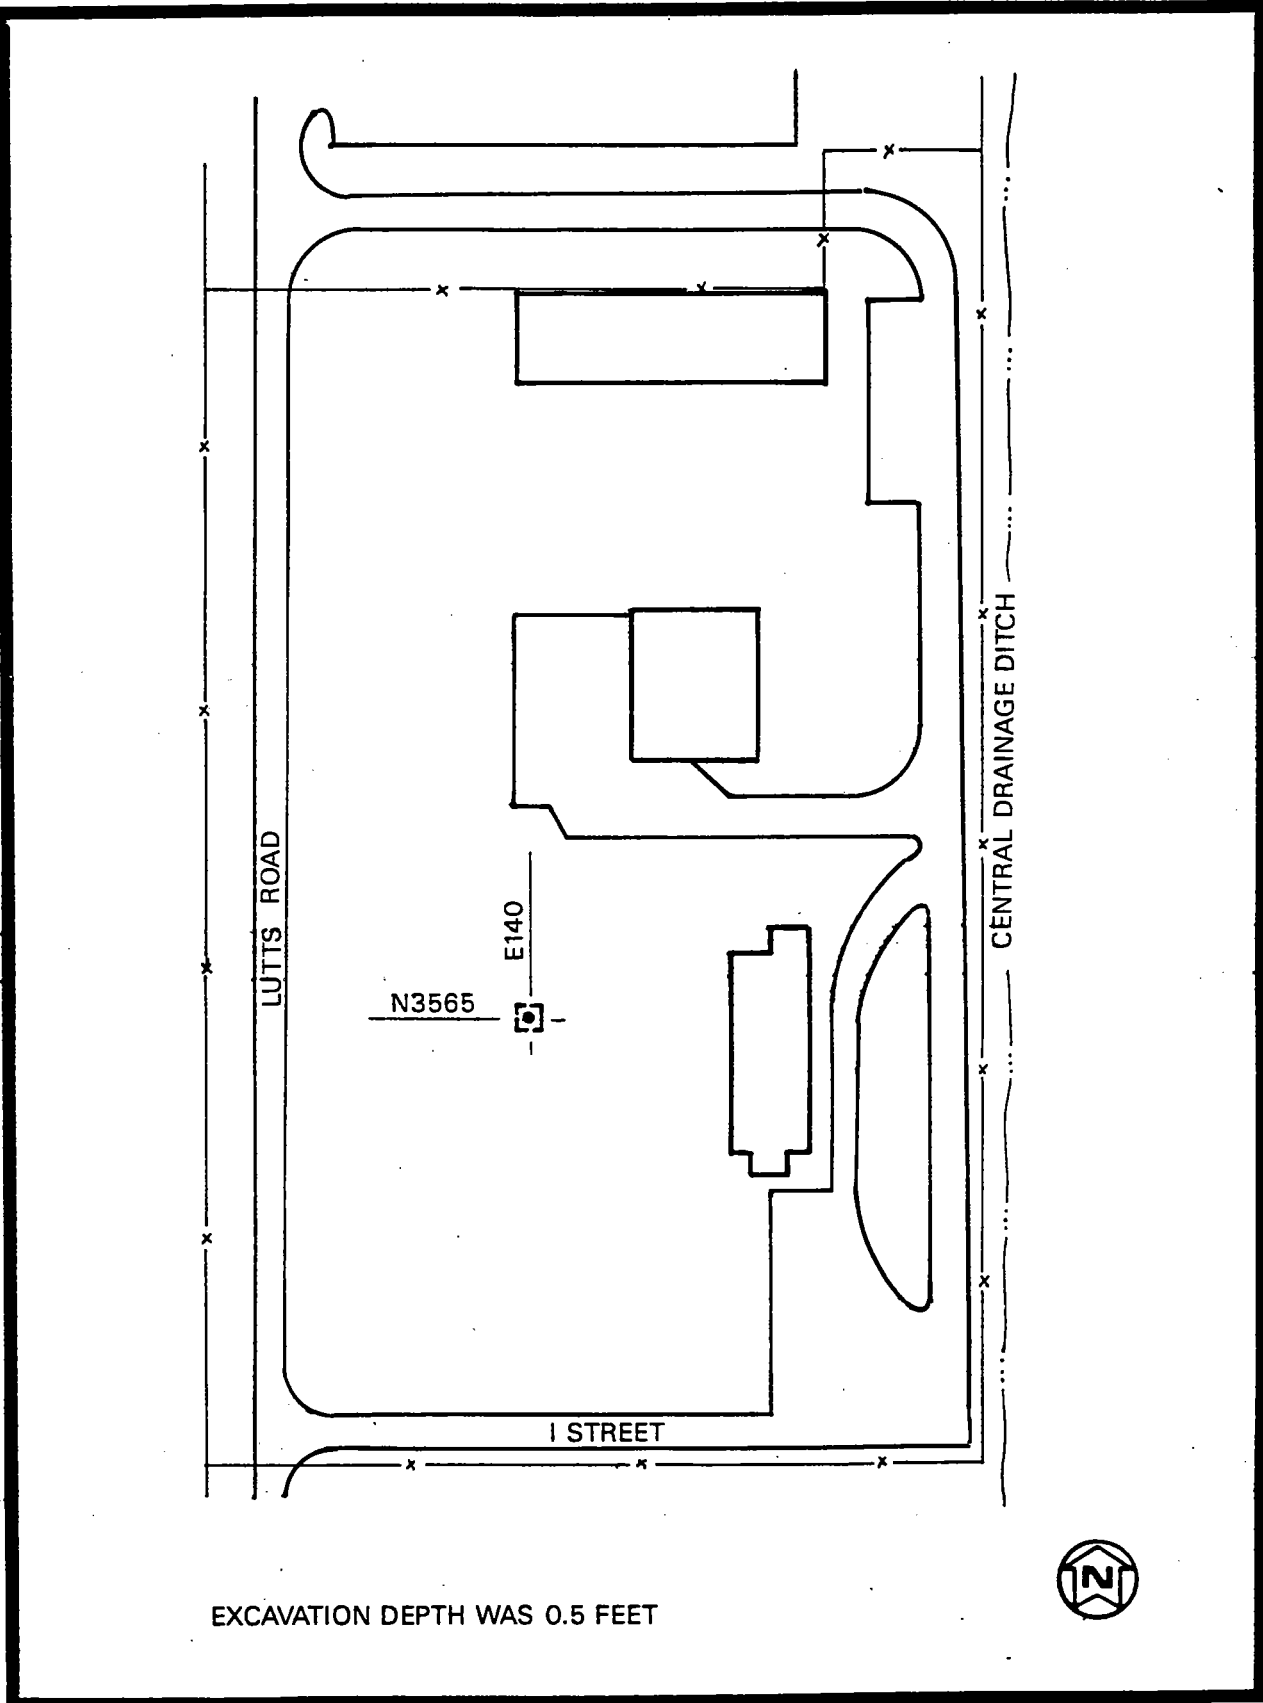 CENTRAL DRAINAGE DITCH
LUTTS ROAD
E140
N3565
I STREET
EXCAVATION DEPTH WAS 0.5 FEET
N